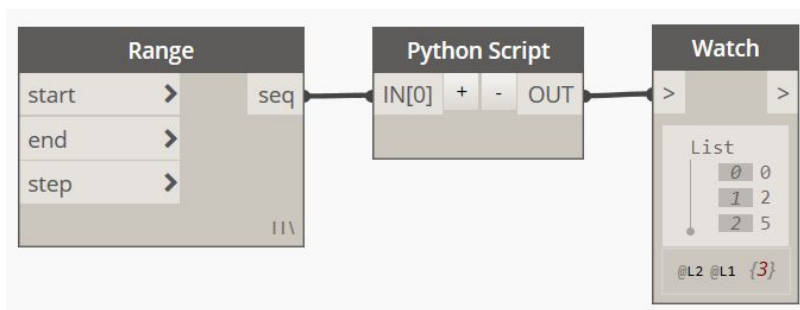 Range
start > seq
end >
step >
| | \
Python Script
IN[0] + - OUT
Watch
> >
List
0 0
1 2
2 5
@L2 @L1 {3}